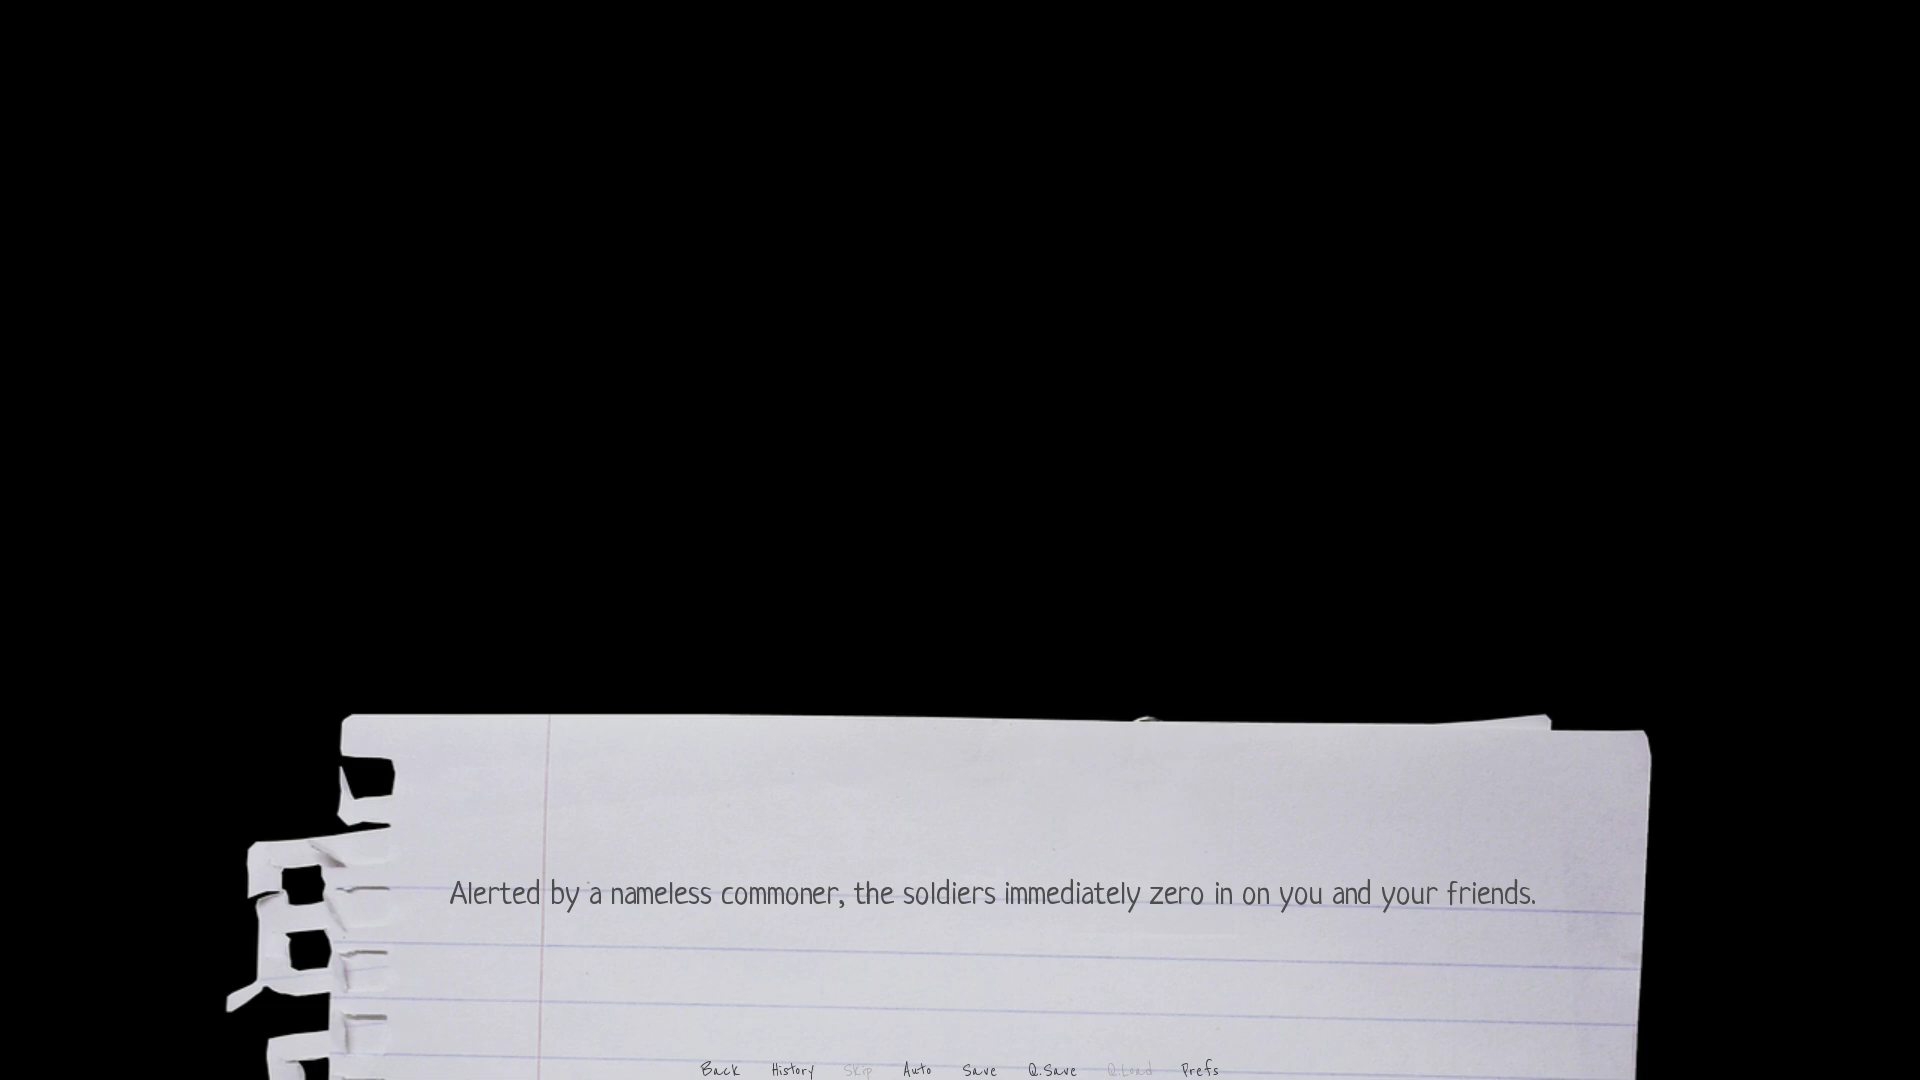 Alerted by a nameless commoner, the soldiers immediately zero in on you and your friends.
Back History Skip Auto Save Q.Save Q.Load Prefs